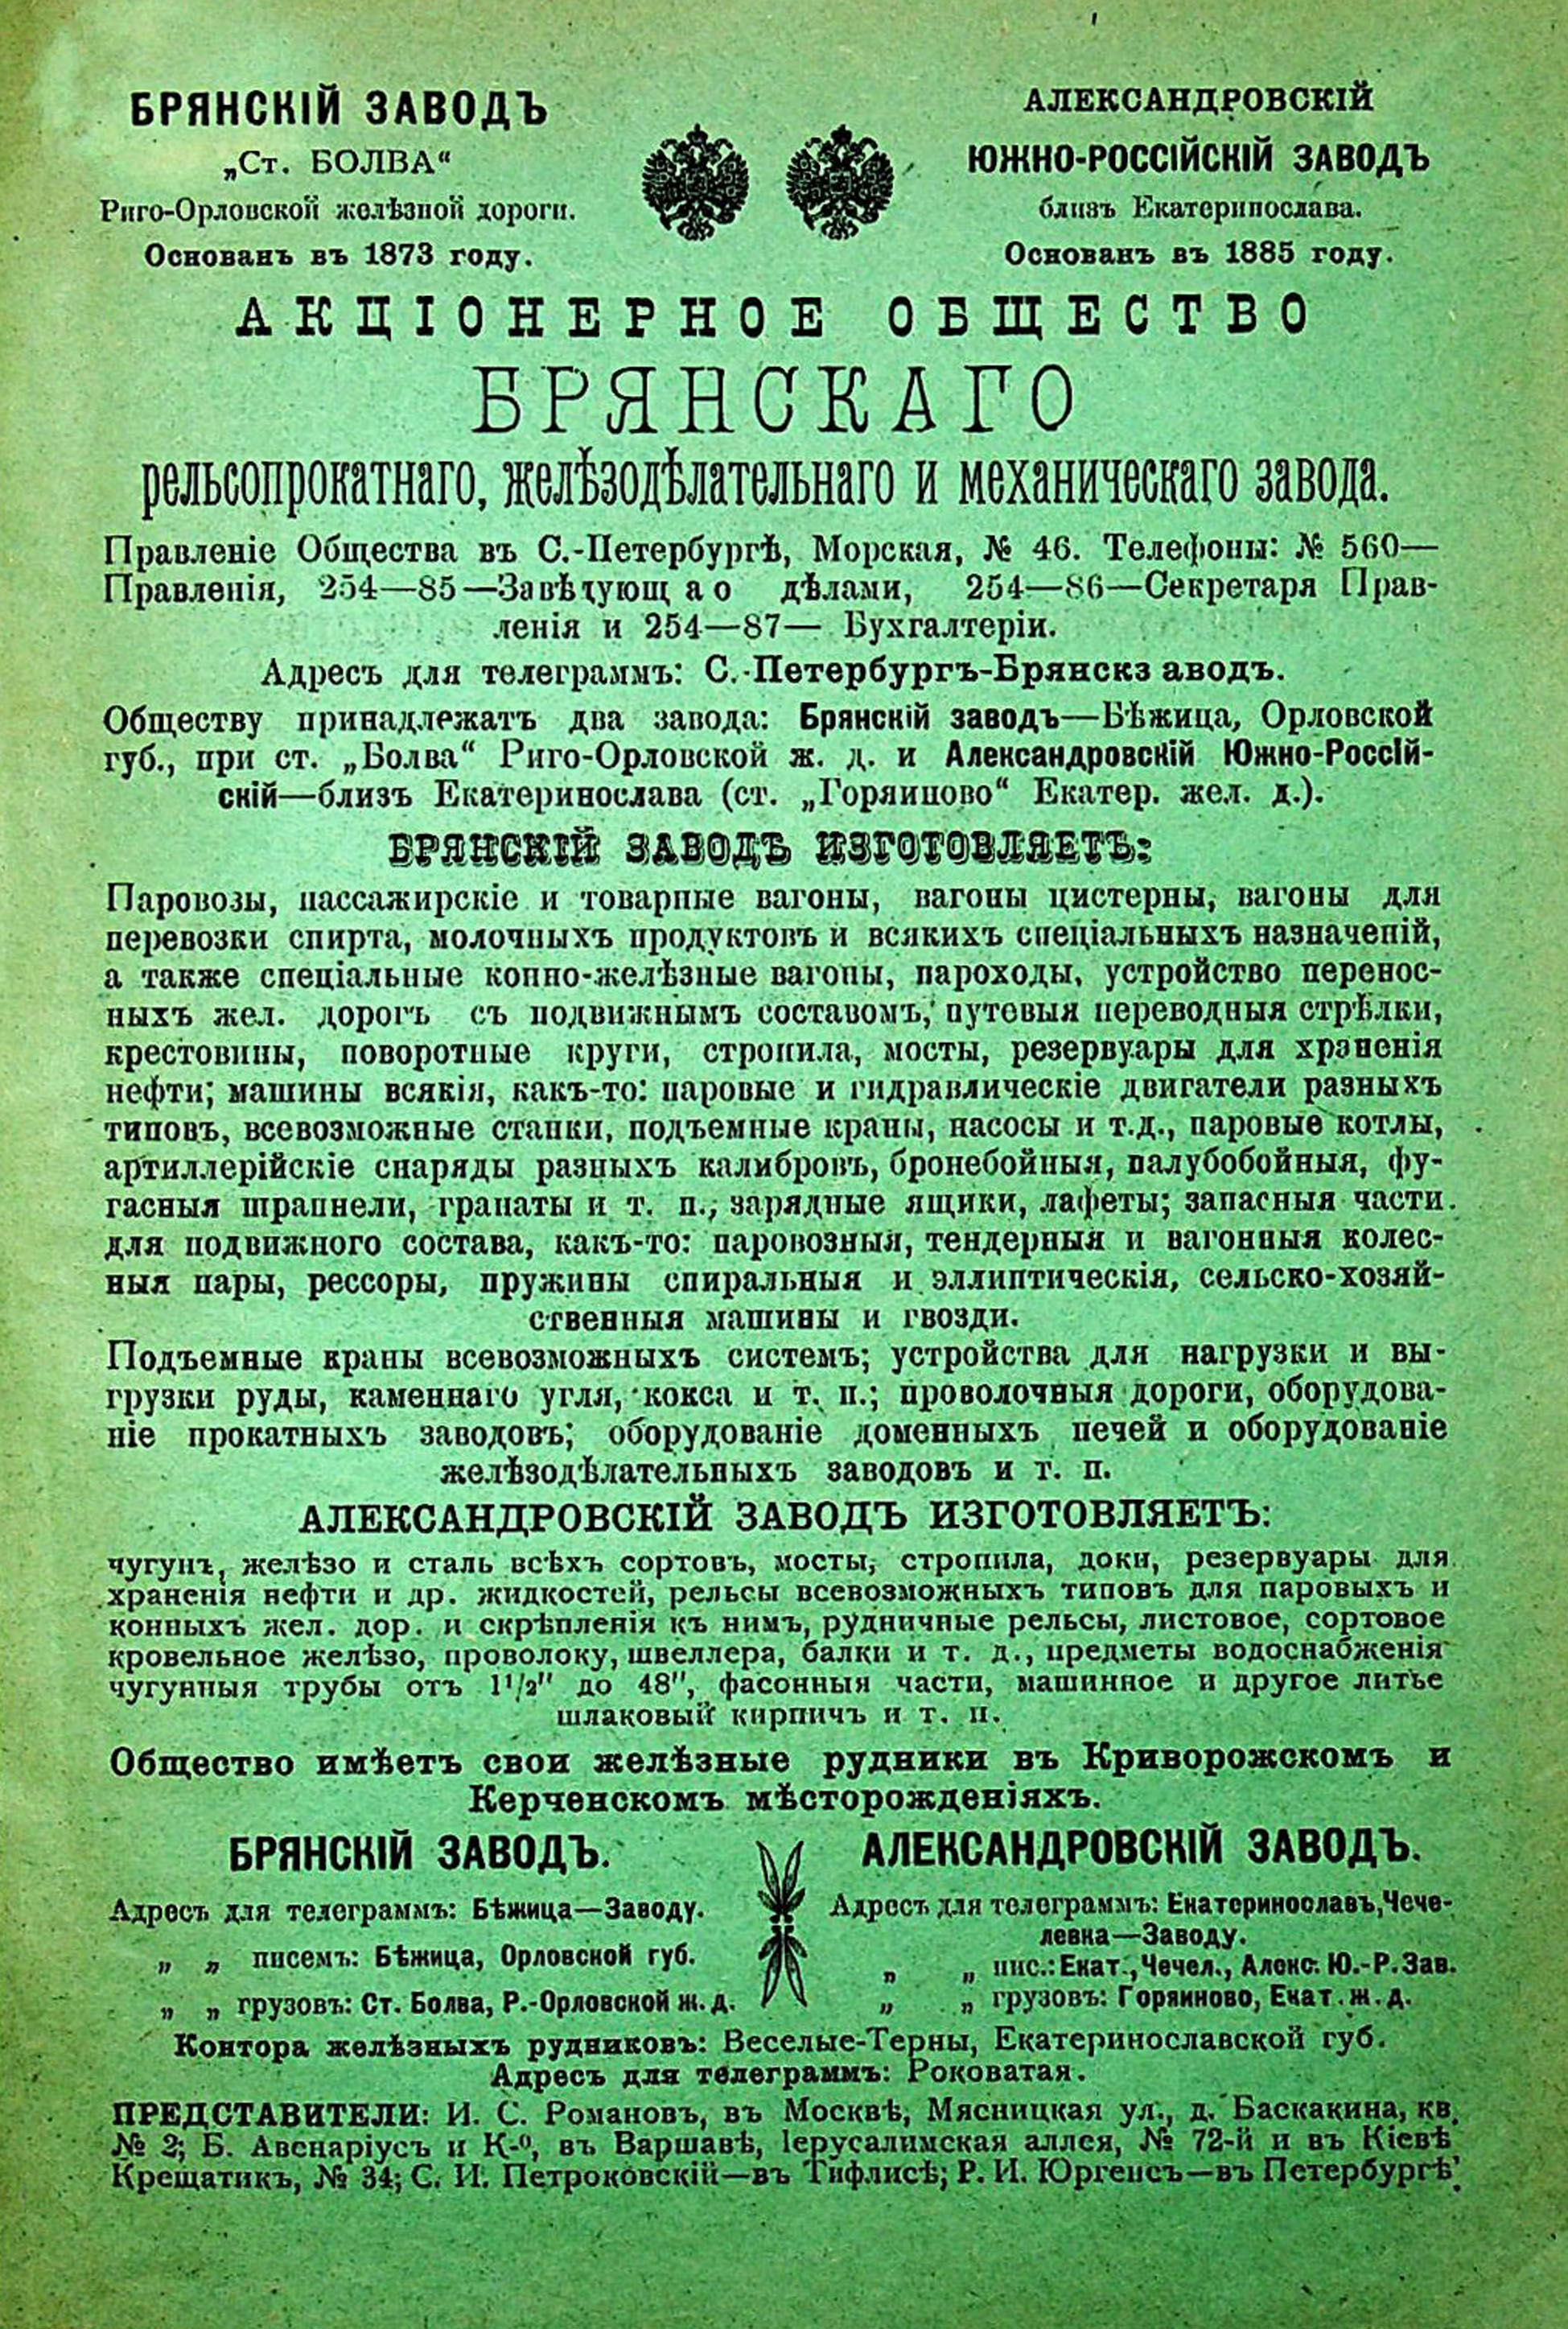 БРЯНСКІЙ ЗАВОДЪ
„Ст. БОЛВА“
Риго-Орловской желѣзной дороги.
Основанъ въ 1873 году.
АЛЕКСАНДРОВСКІЙ
ЮЖНО-РОССІЙСКІЙ ЗАВОДЪ
близъ Екатеринослава.
Основанъ въ 1885 году.
АКЦІОНЕРНОЕ ОБЩЕСТВО
БРЯНСКАГО
рельсопрокатнаго, желѣзодѣлательнаго и механическаго завода.
Правленіе Общества въ С.-Петербургѣ, Морская, № 46. Телефоны: № 560—
Правленія, 254—85—Завѣдующ а о дѣлами, 254—86—Секретаря Прав-
ленія и 254—87— Бухгалтеріи.
Адресъ для телеграммъ: С.-Петербургъ-Брянскз аводъ.
Обществу принадлежатъ два завода: Брянскій заводъ—Бѣжица, Орловской
губ., при ст. „Болва“ Риго-Орловской ж. д. и Александровскій Южно-Россій-
скій—близъ Екатеринослава (ст. „Горяиново“ Екатер. жел. д.).
БРЯНСКІЙ ЗАВОДЪ ИЗГОТОВЛЯЕТЪ:
Паровозы, пассажирскіе и товарные вагоны, вагоны цистерны, вагоны для
перевозки спирта, молочныхъ продуктовъ и всякихъ спеціальныхъ назначеній,
а также спеціальные конно-желѣзные вагоны, пароходы, устройство перенос-
ныхъ жел. дорогъ съ подвижнымъ составомъ, путевыя переводныя стрѣлки,
крестовины, поворотные круги, стропила, мосты, резервуары для храненія
нефти; машины всякія, какъ-то: паровые и гидравлическіе двигатели разныхъ
типовъ, всевозможные станки, подъемные краны, насосы и т.д., паровые котлы,
артиллерійскіе снаряды разныхъ калибровъ, бронебойныя, палубобойныя, фу-
гасныя шрапнели, гранаты и т. п., зарядные ящики, лафеты; запасныя части
для подвижного состава, какъ-то: паровозныя, тендерныя и вагонныя колес-
ныя пары, рессоры, пружины спиральныя и эллиптическія, сельско-хозяй-
ственныя машины и гвозди.
Подъемные краны всевозможныхъ системъ; устройства для нагрузки и вы-
грузки руды, каменнаго угля, кокса и т. п.; проволочныя дороги, оборудова-
ніе прокатныхъ заводовъ; оборудованіе доменныхъ печей и оборудованіе
желѣзодѣлательныхъ заводовъ и т. п.
АЛЕКСАНДРОВСКІЙ ЗАВОДЪ ИЗГОТОВЛЯЕТЪ:
чугунъ, желѣзо и сталь всѣхъ сортовъ, мосты, стропила, доки, резервуары для
храненія нефти и др. жидкостей, рельсы всевозможныхъ типовъ для паровыхъ и
конныхъ жел. дор. и скрѣпленія къ нимъ, рудничные рельсы, листовое, сортовое
кровельное желѣзо, проволоку, швеллера, балки и т. д., предметы водоснабженія
чугунныя трубы отъ 1¹/₂" до 48", фасонныя части, машинное и другое литье
шлаковый кирпичъ и т. п.
Общество имѣетъ свои желѣзные рудники въ Криворожскомъ и
Керченскомъ мѣсторожденіяхъ.
БРЯНСКІЙ ЗАВОДЪ.
Адресъ для телеграммъ: Бѣжица—Заводу.
„ „ писемъ: Бѣжица, Орловской губ.
„ „ грузовъ: Ст. Болва, Р.-Орловской ж. д.
АЛЕКСАНДРОВСКІЙ ЗАВОДЪ.
Адресъ для телеграммъ: Екатеринославъ, Чече-
левка—Заводу.
„ „ пис.: Екат., Чечел., Алекс. Ю.-Р. Зав.
„ „ грузовъ: Горяиново, Екат. ж. д.
Контора желѣзныхъ рудниковъ: Веселые-Терны, Екатеринославской губ.
Адресъ для телеграммъ: Роковатая.
ПРЕДСТАВИТЕЛИ: И. С. Романовъ, въ Москвѣ, Мясницкая ул., д. Баскакина, кв.
№ 2; Б. Авенаріусъ и К-º, въ Варшавѣ, Іерусалимская аллея, № 72-й и въ Кіевѣ
Крещатикъ, № 34; С. И. Петроковскій—въ Тифлисѣ; Р. И. Юргенсъ—въ Петербургѣ.